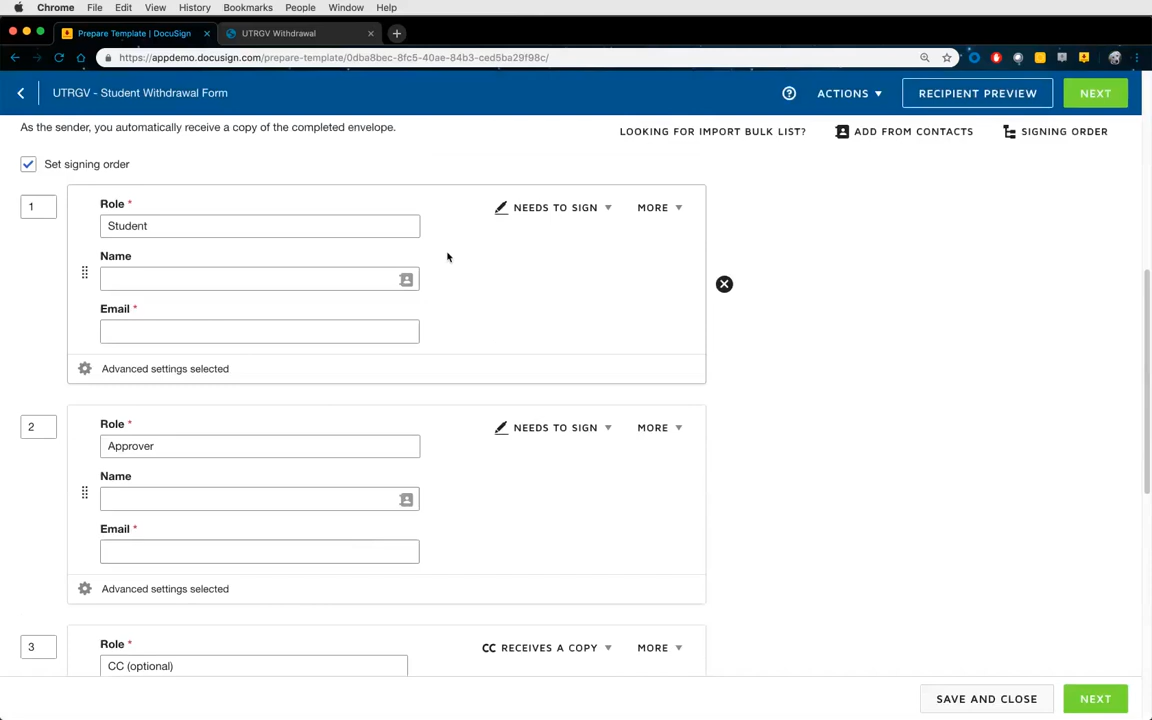 Chrome File Edit View History Bookmarks People Window Help
Prepare Template | DocuSign
UTRGV Withdrawal
https://appdemo.docusign.com/prepare-template/0dba8bec-8fc5-40ae-84b3-ced5ba29f98c/
UTRGV - Student Withdrawal Form
ACTIONS
RECIPIENT PREVIEW
NEXT
As the sender, you automatically receive a copy of the completed envelope.
LOOKING FOR IMPORT BULK LIST?
ADD FROM CONTACTS
SIGNING ORDER
Set signing order
1
Role *
NEEDS TO SIGN
MORE
Student
Name
Email *
Advanced settings selected
2
Role *
NEEDS TO SIGN
MORE
Approver
Name
Email *
Advanced settings selected
3
Role *
CC RECEIVES A COPY
MORE
CC (optional)
SAVE AND CLOSE
NEXT